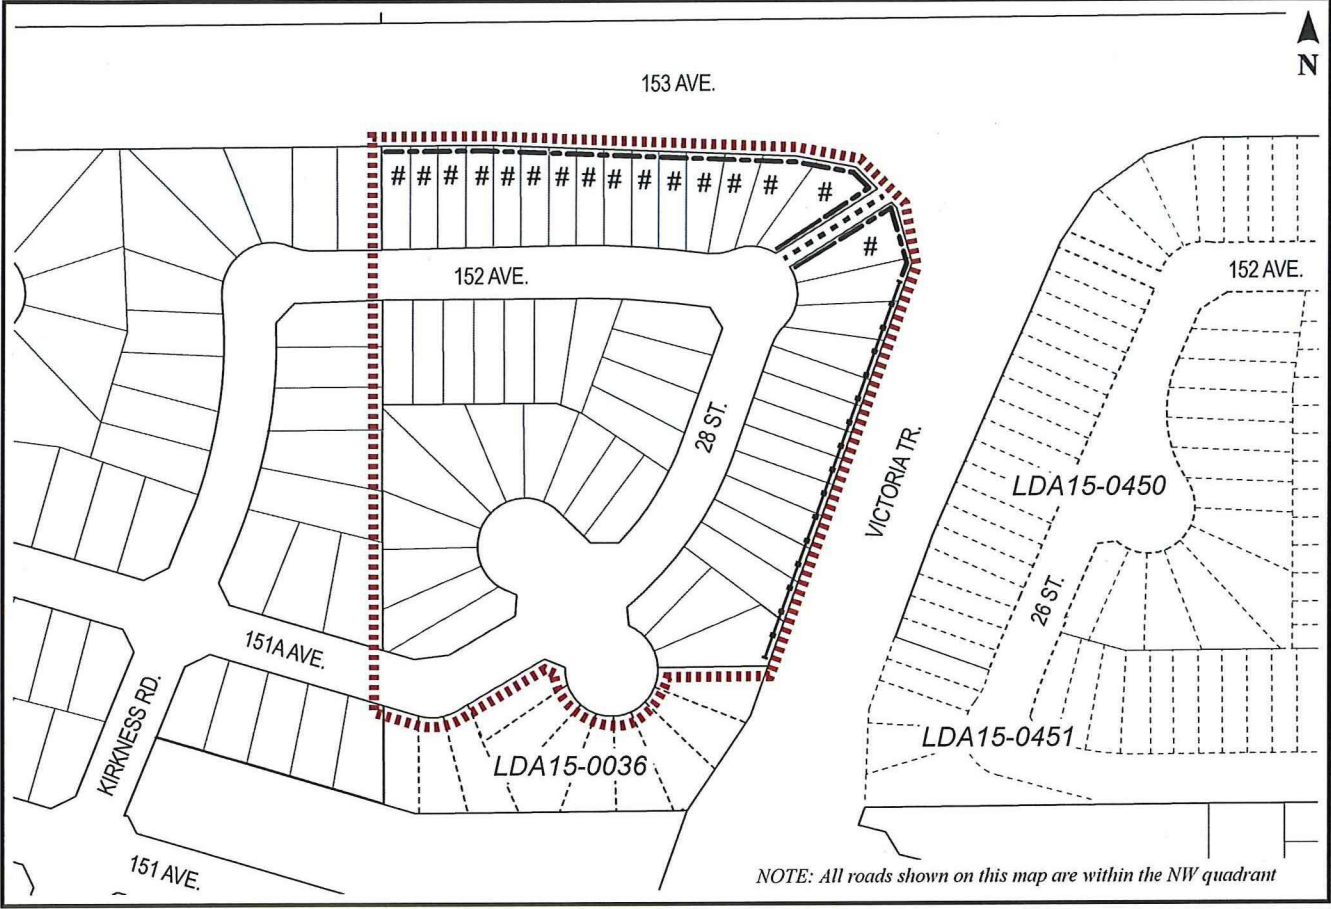 N
153 AVE.
# # # # # # # # # # # # # #
#
#
152 AVE.
152 AVE.
28 ST.
VICTORIA TR.
LDA15-0450
26 ST.
151A AVE.
KIRKNESS RD.
LDA15-0451
LDA15-0036
151 AVE.
NOTE: All roads shown on this map are within the NW quadrant